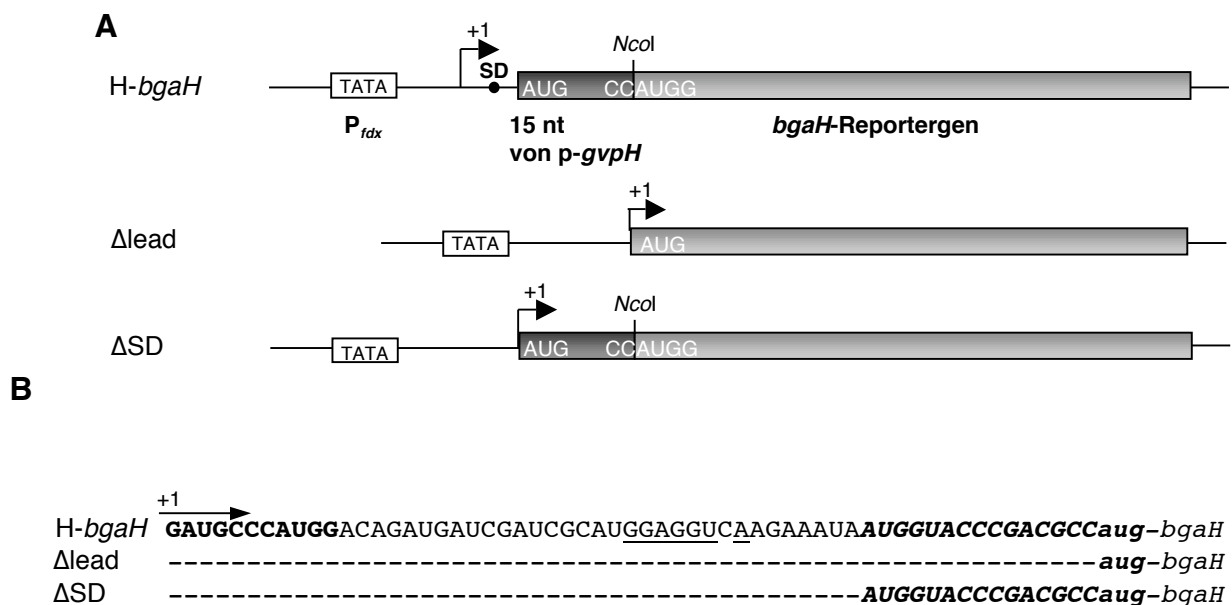 A
+1
NcoI
SD
H-bgaH
TATA
AUG CCAUGG
Pfdx
15 nt
von p-gvpH
bgaH-Reportergen
+1
Δlead
TATA
AUG
+1
NcoI
ΔSD
TATA
AUG CCAUGG
B
+1
H-bgaH GAUGCCCAUGGACAGAUGAUCGAUCGCAUGGAGGUCAAGAAAUAAUGGUACCCGACGCCaug-bgaH
Δlead ------------------------------------------------------------aug-bgaH
ΔSD ---------------------------------------------AUGGUACCCGACGCCaug-bgaH